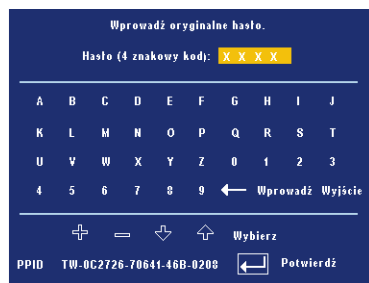 Wprowadź oryginalne hasło.
Hasło (4 znakowy kod): X X X X
A B C D E F G H I J
K L M N O P Q R S T
U V W X Y Z 0 1 2 3
4 5 6 7 8 9 ← Wprowadź Wyjście
Wybierz
PPID TW-0C2726-70641-46B-0208 Potwierdź